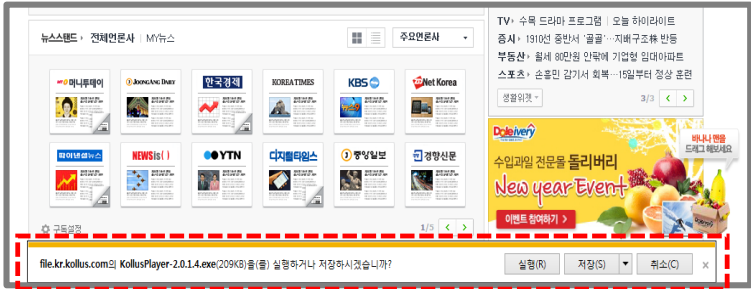 뉴스스탠드 › 전체언론사 | MY뉴스
주요언론사
머니투데이
JOONGANG DAILY
한국경제
KOREA TIMES
KBS
ZDNet Korea
파이낸셜뉴스
NEWSis
YTN
디지털타임스
중앙일보
경향신문
구독설정
1/5 < >
TV › 수목 드라마 프로그램 | 오늘 하이라이트
증시 › 1910선 중반서 '골골'…지배구조株 반등
부동산 › 월세 80만원 안팎에 기업형 임대아파트
스포츠 › 손흥민 감기서 회복…15일부터 정상 훈련
생활위젯
3/3 < >
Doleivery
바나나 팬을
드래그 해보세요
수입과일 전문몰 돌리버리
New year Event
이벤트 참여하기 >
file.kr.kollus.com의 KollusPlayer-2.0.1.4.exe(209KB)을(를) 실행하거나 저장하시겠습니까?
실행(R)
저장(S)
취소(C)
×